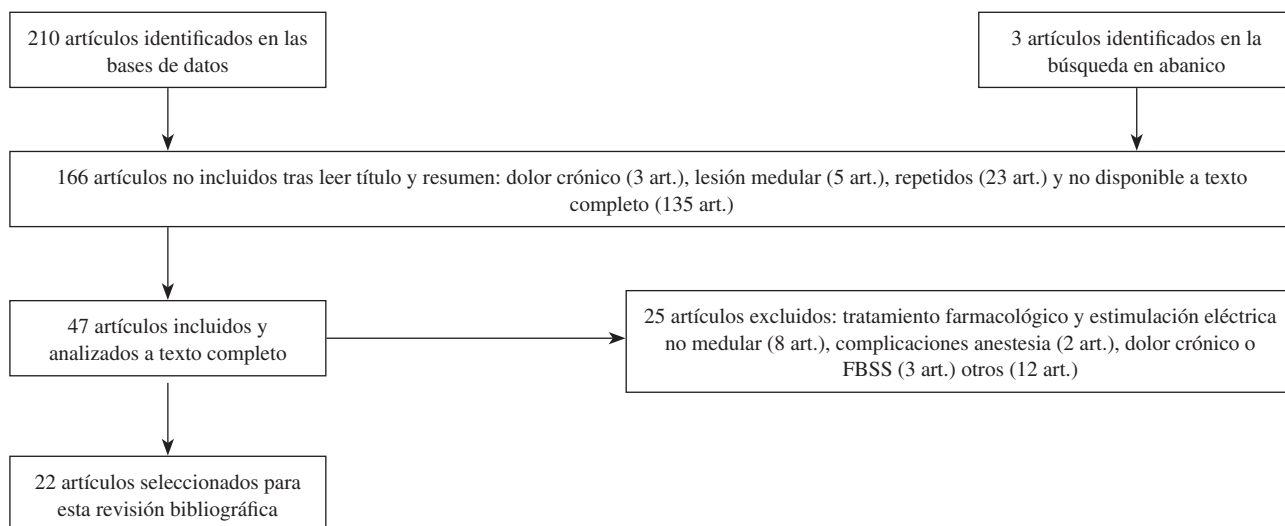 210 artículos identificados en las
bases de datos
3 artículos identificados en la
búsqueda en abanico
166 artículos no incluidos tras leer título y resumen: dolor crónico (3 art.), lesión medular (5 art.), repetidos (23 art.) y no disponible a texto
completo (135 art.)
47 artículos incluidos y
analizados a texto completo
25 artículos excluidos: tratamiento farmacológico y estimulación eléctrica
no medular (8 art.), complicaciones anestesia (2 art.), dolor crónico o
FBSS (3 art.) otros (12 art.)
22 artículos seleccionados para
esta revisión bibliográfica